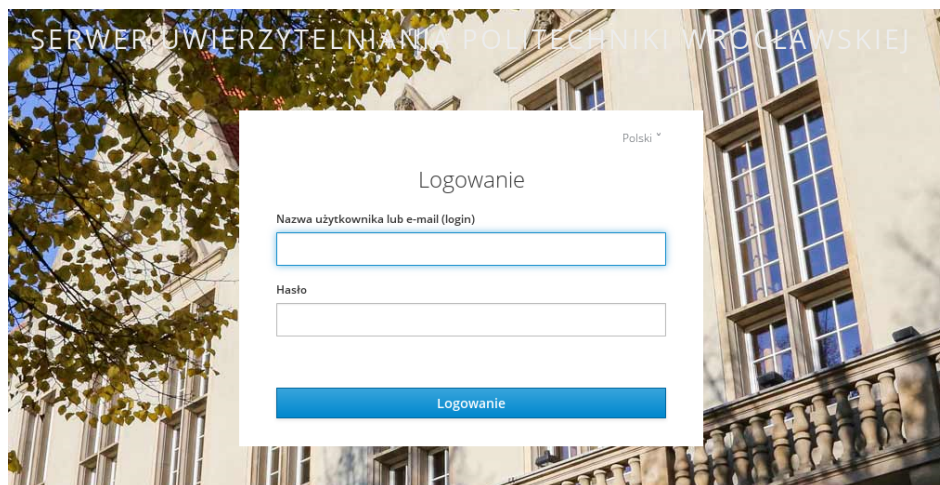 SERWER UWIERZYTELNIANIA POLITECHNIKI WROCŁAWSKIEJ
Polski ˅
Logowanie
Nazwa użytkownika lub e-mail (login)
Hasło
Logowanie